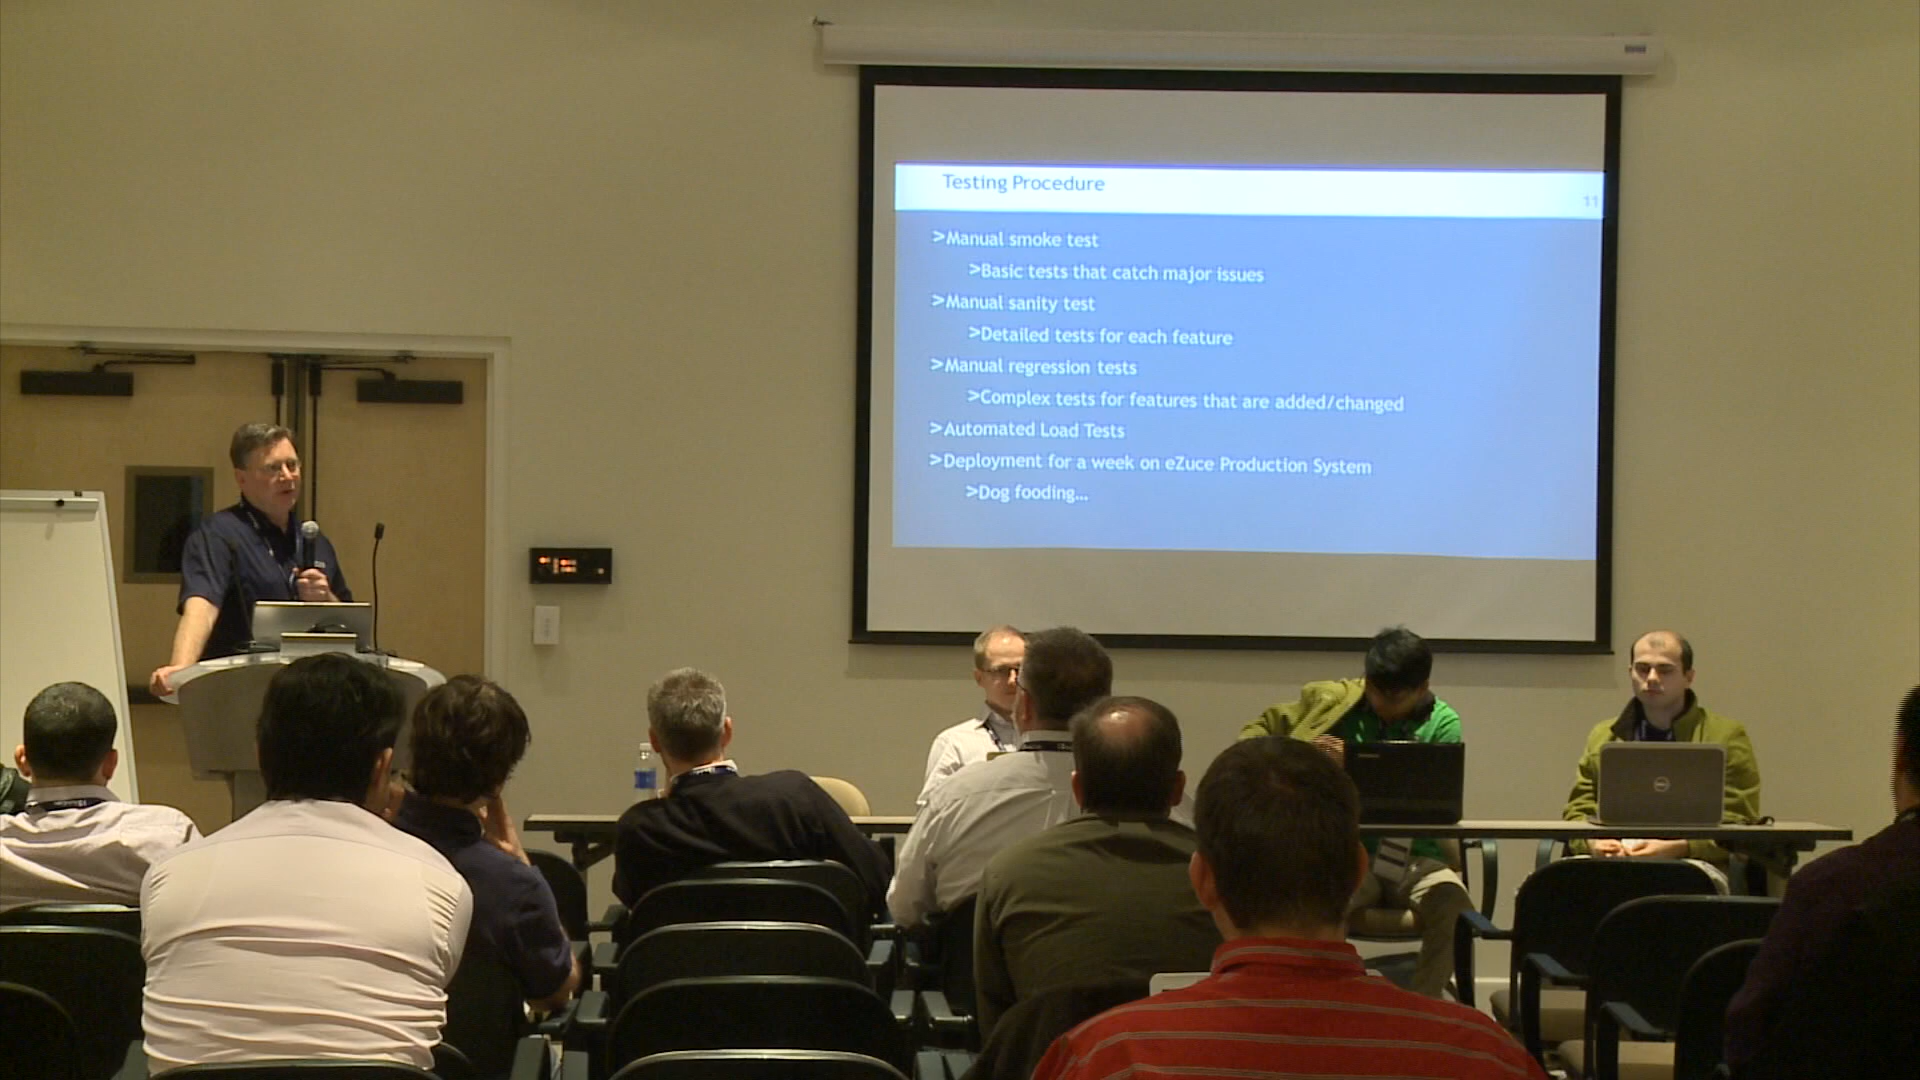 Testing Procedure
11
>Manual smoke test
>Basic tests that catch major issues
>Manual sanity test
>Detailed tests for each feature
>Manual regression tests
>Complex tests for features that are added/changed
>Automated Load Tests
>Deployment for a week on eZuce Production System
>Dog fooding...
DELL